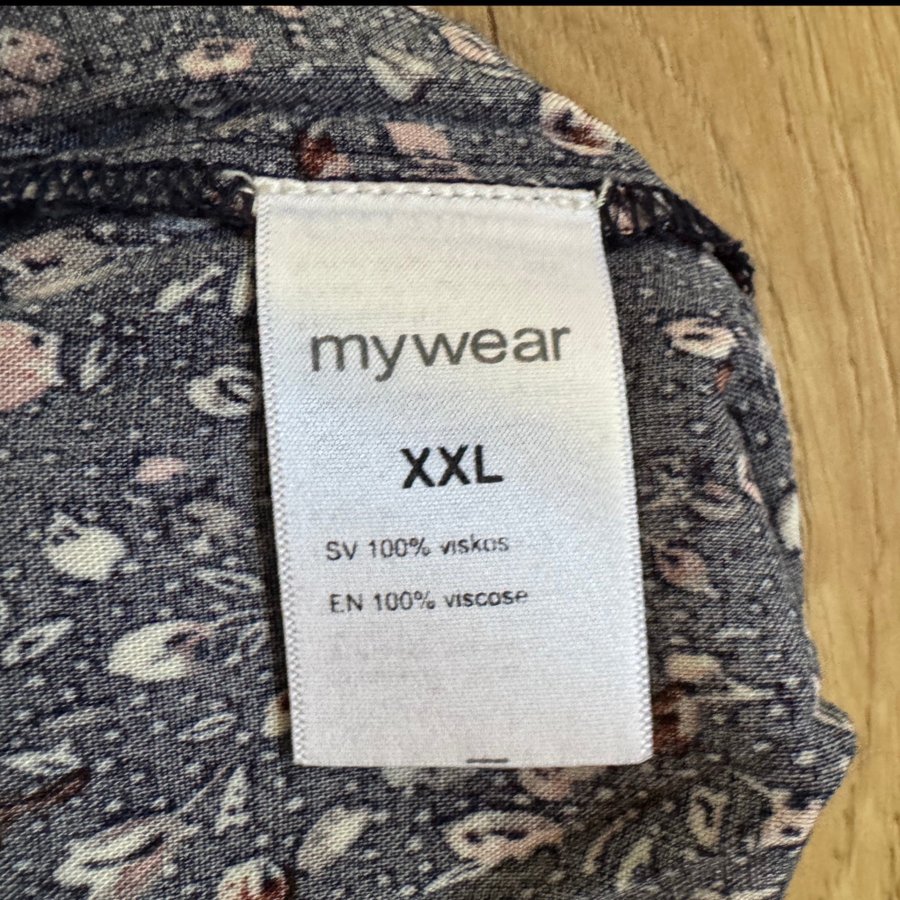 mywear
XXL
SV 100% viskos
EN 100% viscose